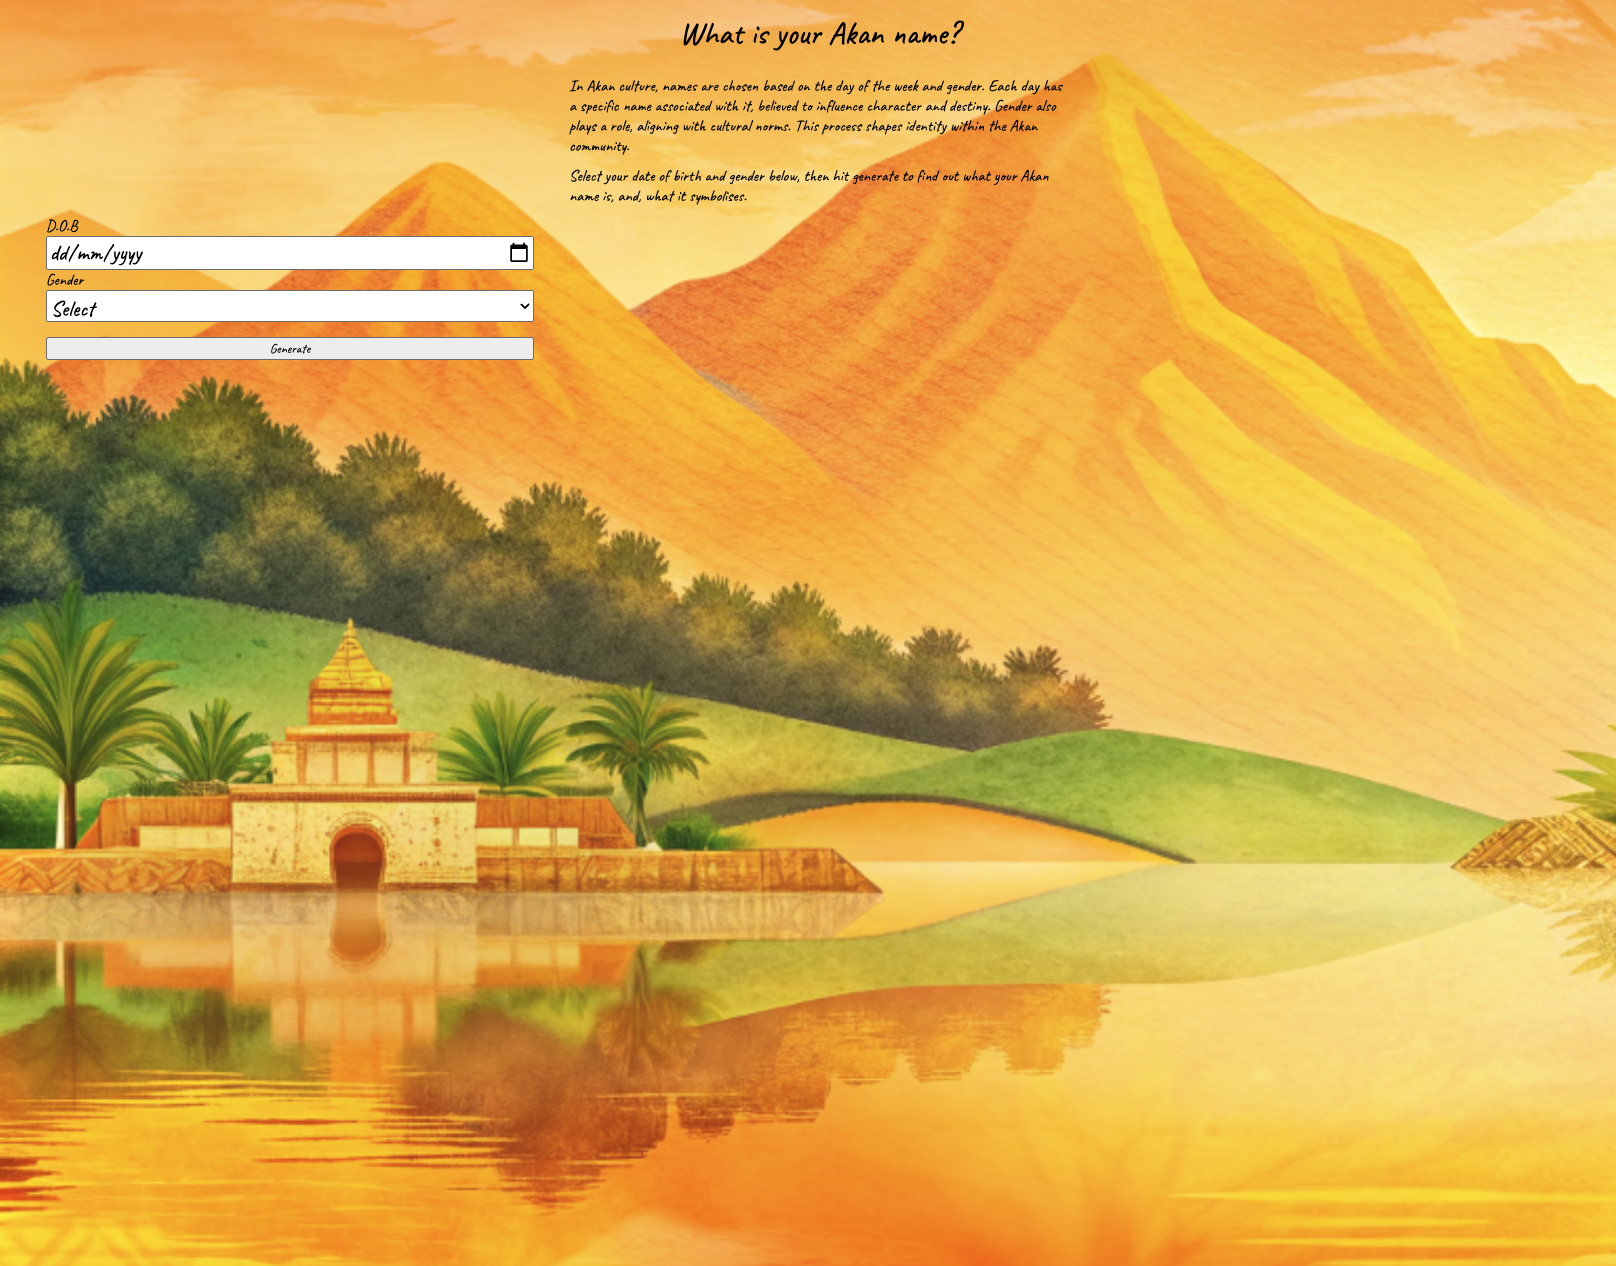 What is your Akan name?
In Akan culture, names are chosen based on the day of the week and gender. Each day has
a specific name associated with it, believed to influence character and destiny. Gender also
plays a role, aligning with cultural norms. This process shapes identity within the Akan
community.
Select your date of birth and gender below, then hit generate to find out what your Akan
name is, and, what it symbolises.
D.O.B
dd/mm/yyyy
Gender
Select
Generate